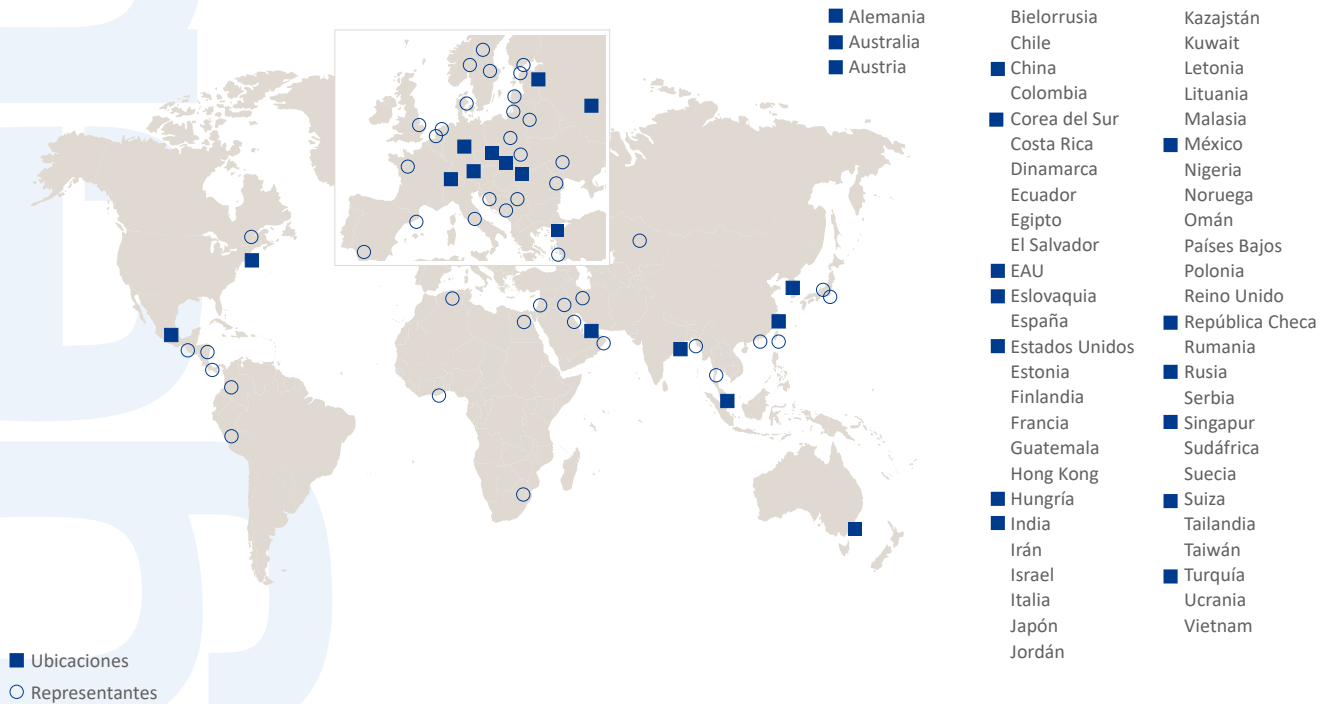 Alemania
Australia
Austria
Bielorrusia
Chile
China
Colombia
Corea del Sur
Costa Rica
Dinamarca
Ecuador
Egipto
El Salvador
EAU
Eslovaquia
España
Estados Unidos
Estonia
Finlandia
Francia
Guatemala
Hong Kong
Hungría
India
Irán
Israel
Italia
Japón
Jordán
Kazajstán
Kuwait
Letonia
Lituania
Malasia
México
Nigeria
Noruega
Omán
Países Bajos
Polonia
Reino Unido
República Checa
Rumania
Rusia
Serbia
Singapur
Sudáfrica
Suecia
Suiza
Tailandia
Taiwán
Turquía
Ucrania
Vietnam
Ubicaciones
Representantes